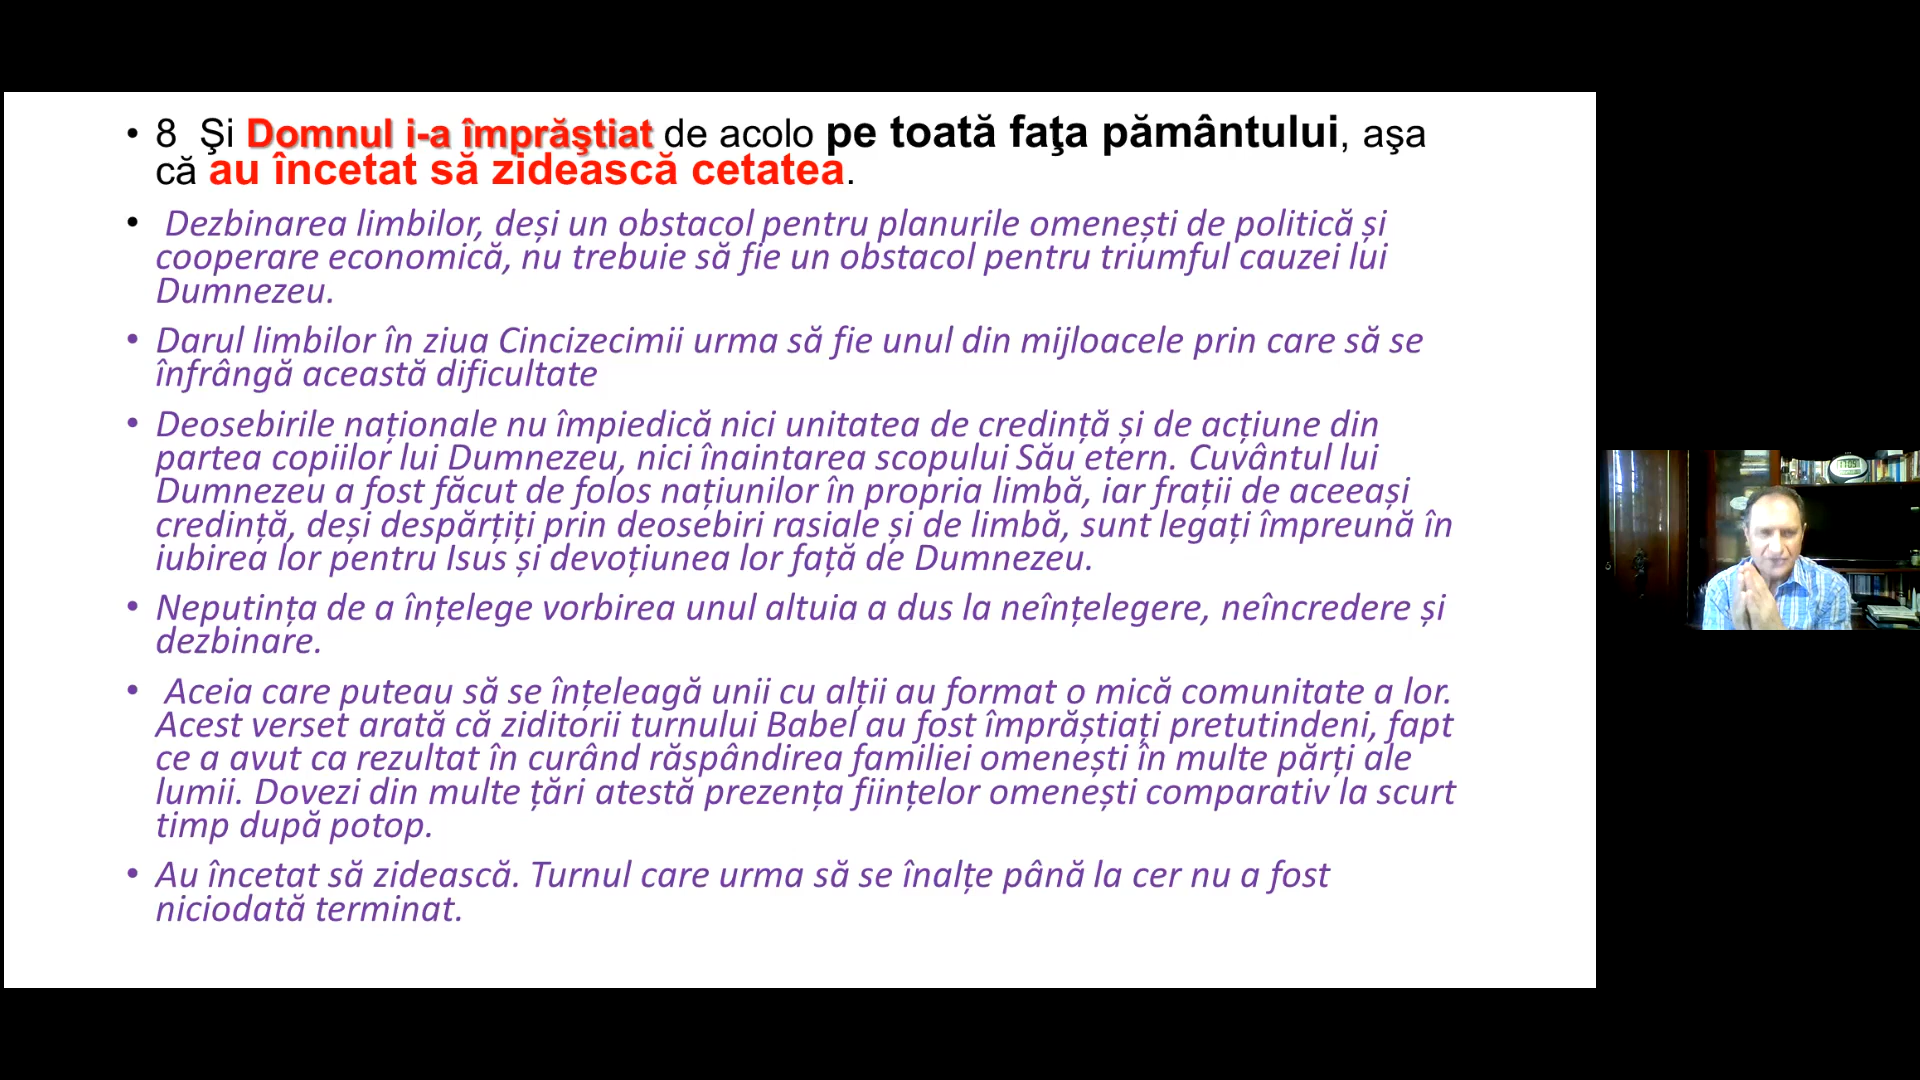 • 8 Şi Domnul i-a împrăştiat de acolo pe toată faţa pământului, aşa
că au încetat să zidească cetatea.
• Dezbinarea limbilor, deși un obstacol pentru planurile omenești de politică și
cooperare economică, nu trebuie să fie un obstacol pentru triumful cauzei lui
Dumnezeu.
• Darul limbilor în ziua Cincizecimii urma să fie unul din mijloacele prin care să se
înfrângă această dificultate
• Deosebirile naționale nu împiedică nici unitatea de credință și de acțiune din
partea copiilor lui Dumnezeu, nici înaintarea scopului Său etern. Cuvântul lui
Dumnezeu a fost făcut de folos națiunilor în propria limbă, iar frații de aceeași
credință, deși despărțiți prin deosebiri rasiale și de limbă, sunt legați împreună în
iubirea lor pentru Isus și devoțiunea lor față de Dumnezeu.
• Neputința de a înțelege vorbirea unul altuia a dus la neînțelegere, neîncredere și
dezbinare.
• Aceia care puteau să se înțeleagă unii cu alții au format o mică comunitate a lor.
Acest verset arată că ziditorii turnului Babel au fost împrăștiați pretutindeni, fapt
ce a avut ca rezultat în curând răspândirea familiei omenești în multe părți ale
lumii. Dovezi din multe țări atestă prezența ființelor omenești comparativ la scurt
timp după potop.
• Au încetat să zidească. Turnul care urma să se înalțe până la cer nu a fost
niciodată terminat.